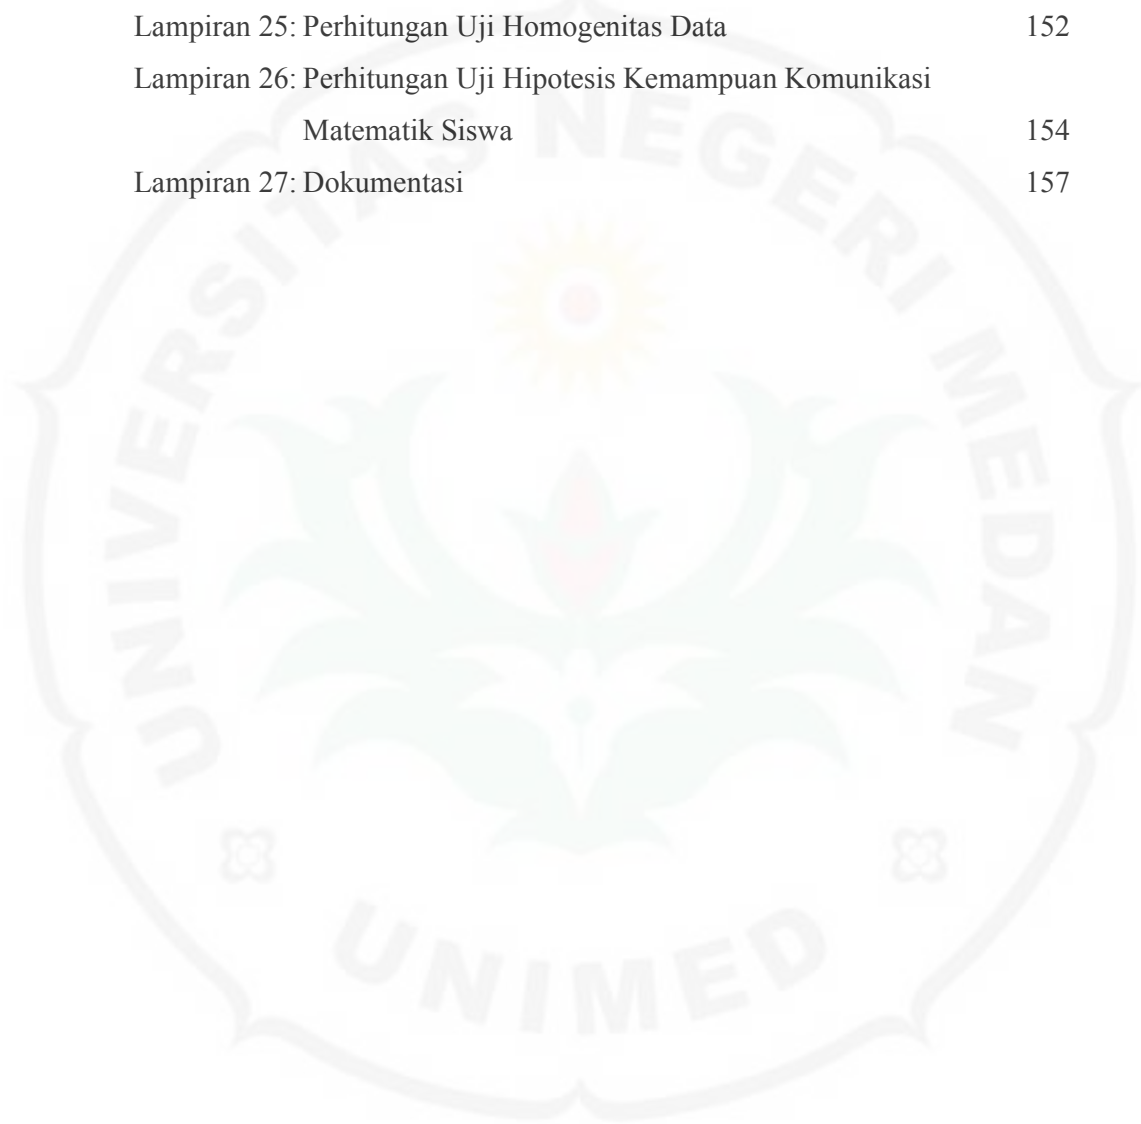 Lampiran 25: Perhitungan Uji Homogenitas Data 152
Lampiran 26: Perhitungan Uji Hipotesis Kemampuan Komunikasi
Matematik Siswa 154
Lampiran 27: Dokumentasi 157
UNIVERSITAS NEGERI MEDAN
UNIMED